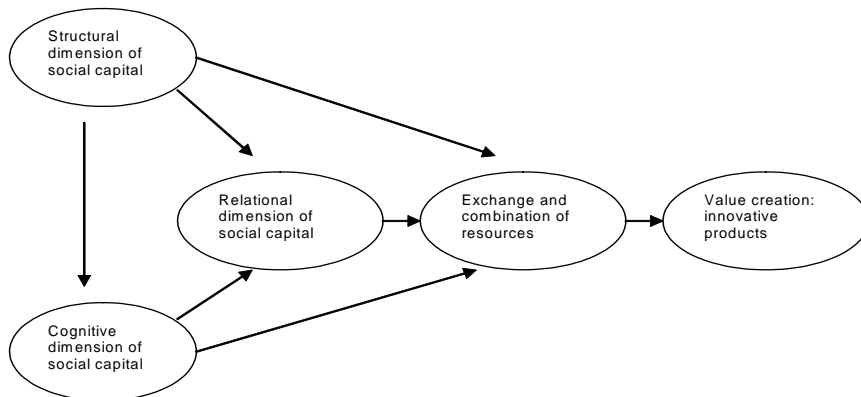 Structural
dimension of
social capital
Relational
dimension of
social capital
Exchange and
combination of
resources
Value creation:
innovative
products
Cognitive
dimension of
social capital